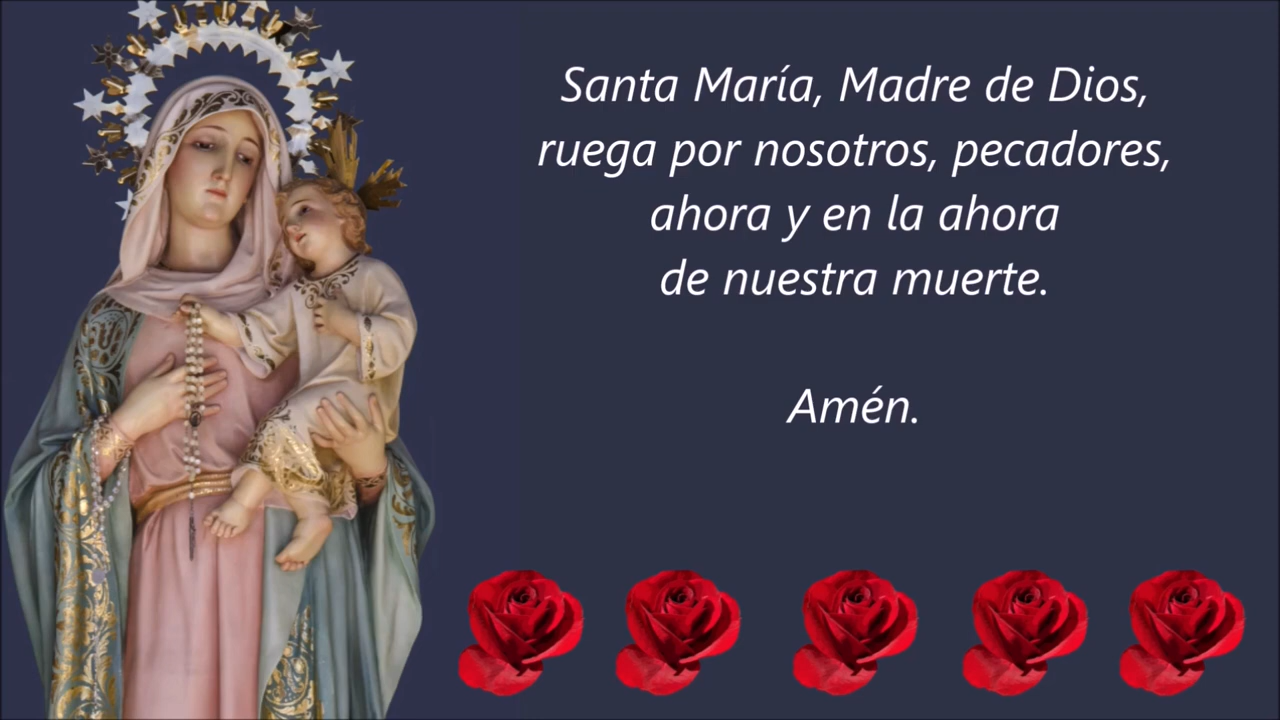 Santa María, Madre de Dios,
ruega por nosotros, pecadores,
ahora y en la ahora
de nuestra muerte.
Amén.